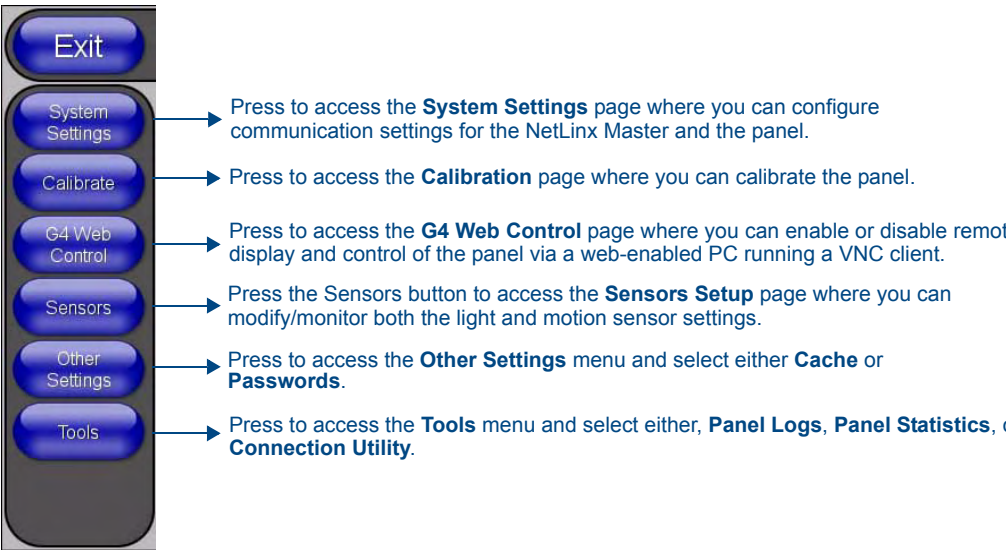 Exit
System
Settings
Press to access the System Settings page where you can configure
communication settings for the NetLinx Master and the panel.
Calibrate
Press to access the Calibration page where you can calibrate the panel.
G4 Web
Control
Press to access the G4 Web Control page where you can enable or disable remot
display and control of the panel via a web-enabled PC running a VNC client.
Sensors
Press the Sensors button to access the Sensors Setup page where you can
modify/monitor both the light and motion sensor settings.
Other
Settings
Press to access the Other Settings menu and select either Cache or
Passwords.
Tools
Press to access the Tools menu and select either, Panel Logs, Panel Statistics,
Connection Utility.